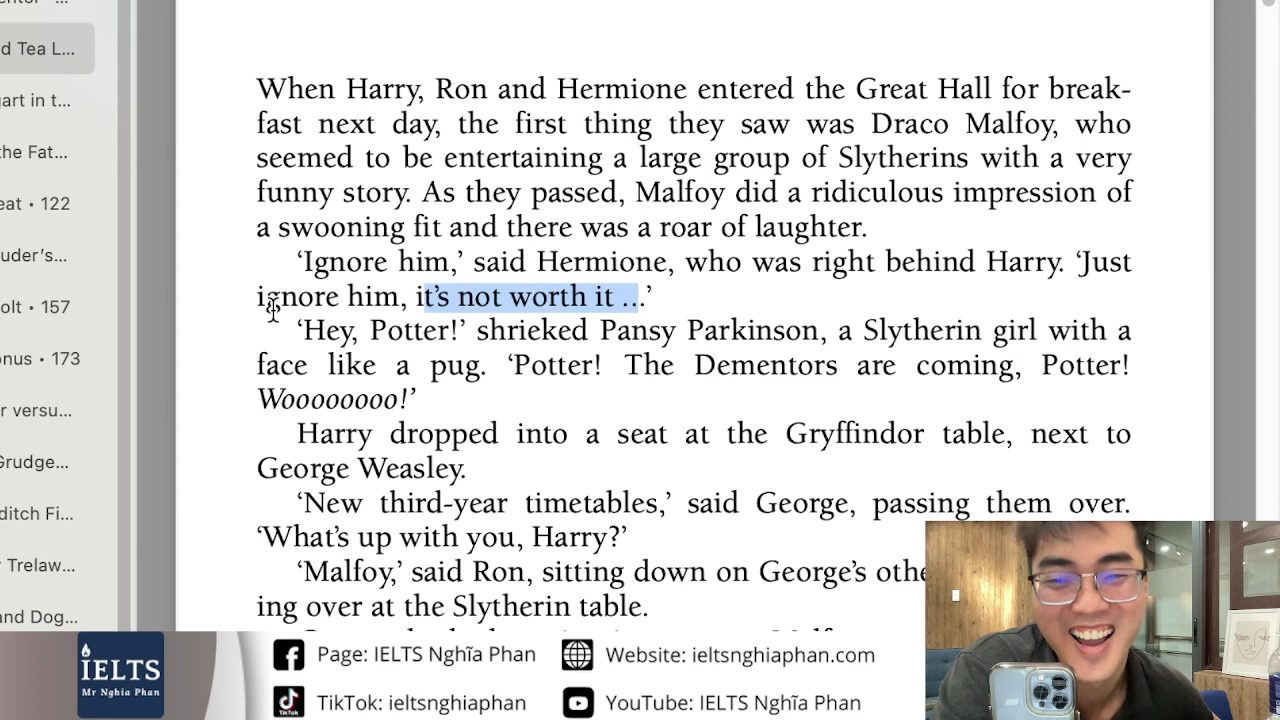 d Tea L...
art in t...
the Fat...
eat • 122
uder’s...
olt • 157
onus • 173
r versu...
Grudge...
ditch Fi...
r Trelaw...
and Dog...
When Harry, Ron and Hermione entered the Great Hall for break-
fast next day, the first thing they saw was Draco Malfoy, who
seemed to be entertaining a large group of Slytherins with a very
funny story. As they passed, Malfoy did a ridiculous impression of
a swooning fit and there was a roar of laughter.
‘Ignore him,’ said Hermione, who was right behind Harry. ‘Just
ignore him, it’s not worth it ...’
‘Hey, Potter!’ shrieked Pansy Parkinson, a Slytherin girl with a
face like a pug. ‘Potter! The Dementors are coming, Potter!
Woooooooo!’
Harry dropped into a seat at the Gryffindor table, next to
George Weasley.
‘New third-year timetables,’ said George, passing them over.
‘What’s up with you, Harry?’
‘Malfoy,’ said Ron, sitting down on George’s othe
ing over at the Slytherin table.
IELTS
Mr Nghia Phan
Page: IELTS Nghĩa Phan
Website: ieltsnghiaphan.com
TikTok: ieltsnghiaphan
YouTube: IELTS Nghĩa Phan